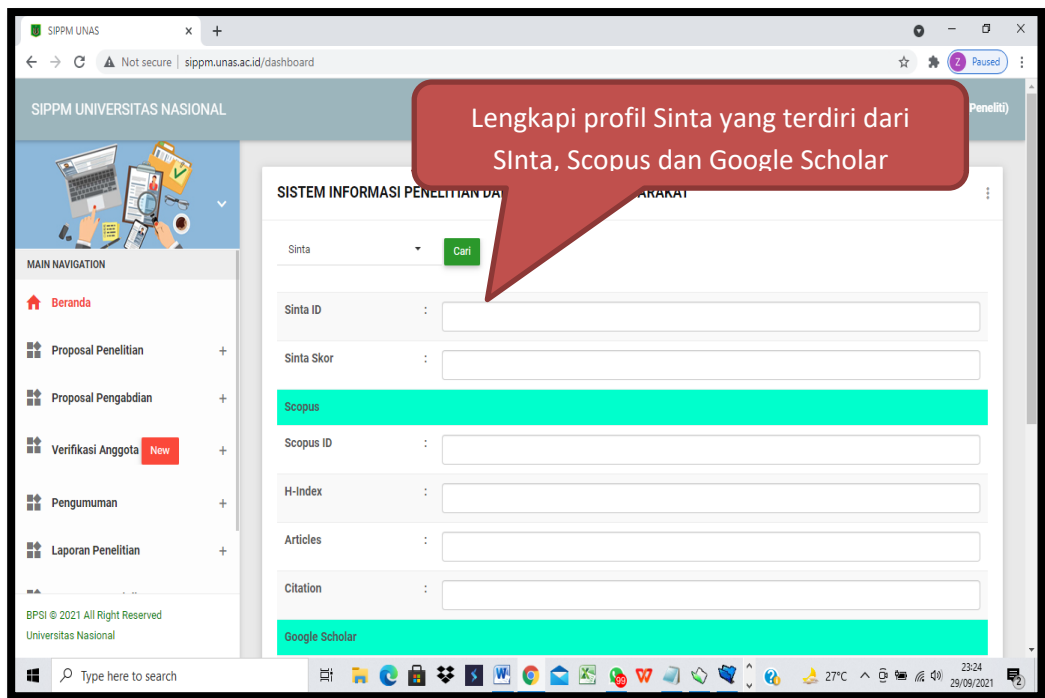 SIPPM UNAS
Not secure | sippm.unas.ac.id/dashboard
Z Paused
SIPPM UNIVERSITAS NASIONAL
Peneliti)
Lengkapi profil Sinta yang terdiri dari
SInta, Scopus dan Google Scholar
SISTEM INFORMASI PENELITIAN DA ARAKAT
Sinta
Cari
MAIN NAVIGATION
Beranda
Proposal Penelitian +
Proposal Pengabdian +
Verifikasi Anggota New +
Pengumuman +
Laporan Penelitian +
BPSI © 2021 All Right Reserved
Universitas Nasional
Sinta ID :
Sinta Skor :
Scopus
Scopus ID :
H-Index :
Articles :
Citation :
Google Scholar
Type here to search
99
27°C
23:24
29/09/2021
2